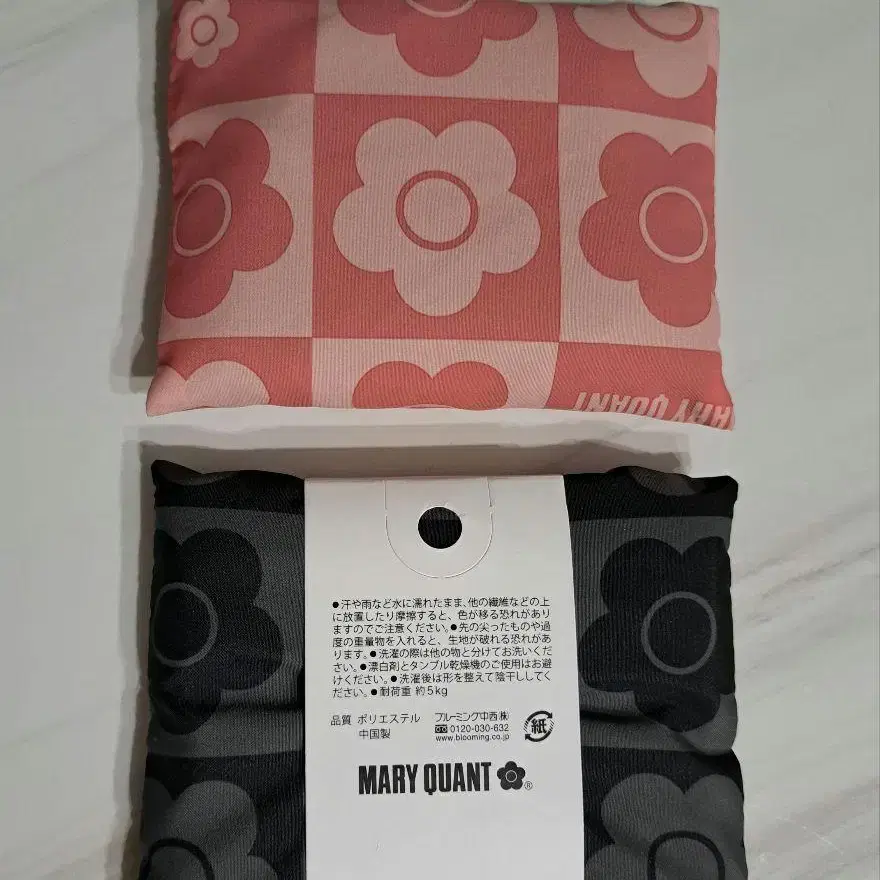 MARY QUANT
●汗や雨など水に濡れたまま、他の繊維などの上
に放置したり摩擦すると、色が移る恐れがあり
ますのでご注意ください。●先の尖ったものや過
度の重量物を入れると、生地が破れる恐れがあ
ります。●洗濯の際は他の物と分けてお洗いくだ
さい。●漂白剤とタンブル乾燥機のご使用はお避
けください。●洗濯後は形を整えて陰干ししてく
ださい。●耐荷重 約5kg
品質 ポリエステル
中国製
ブルーミング中西㈱
0120-030-632
www.blooming.co.jp
紙
MARY QUANT ®